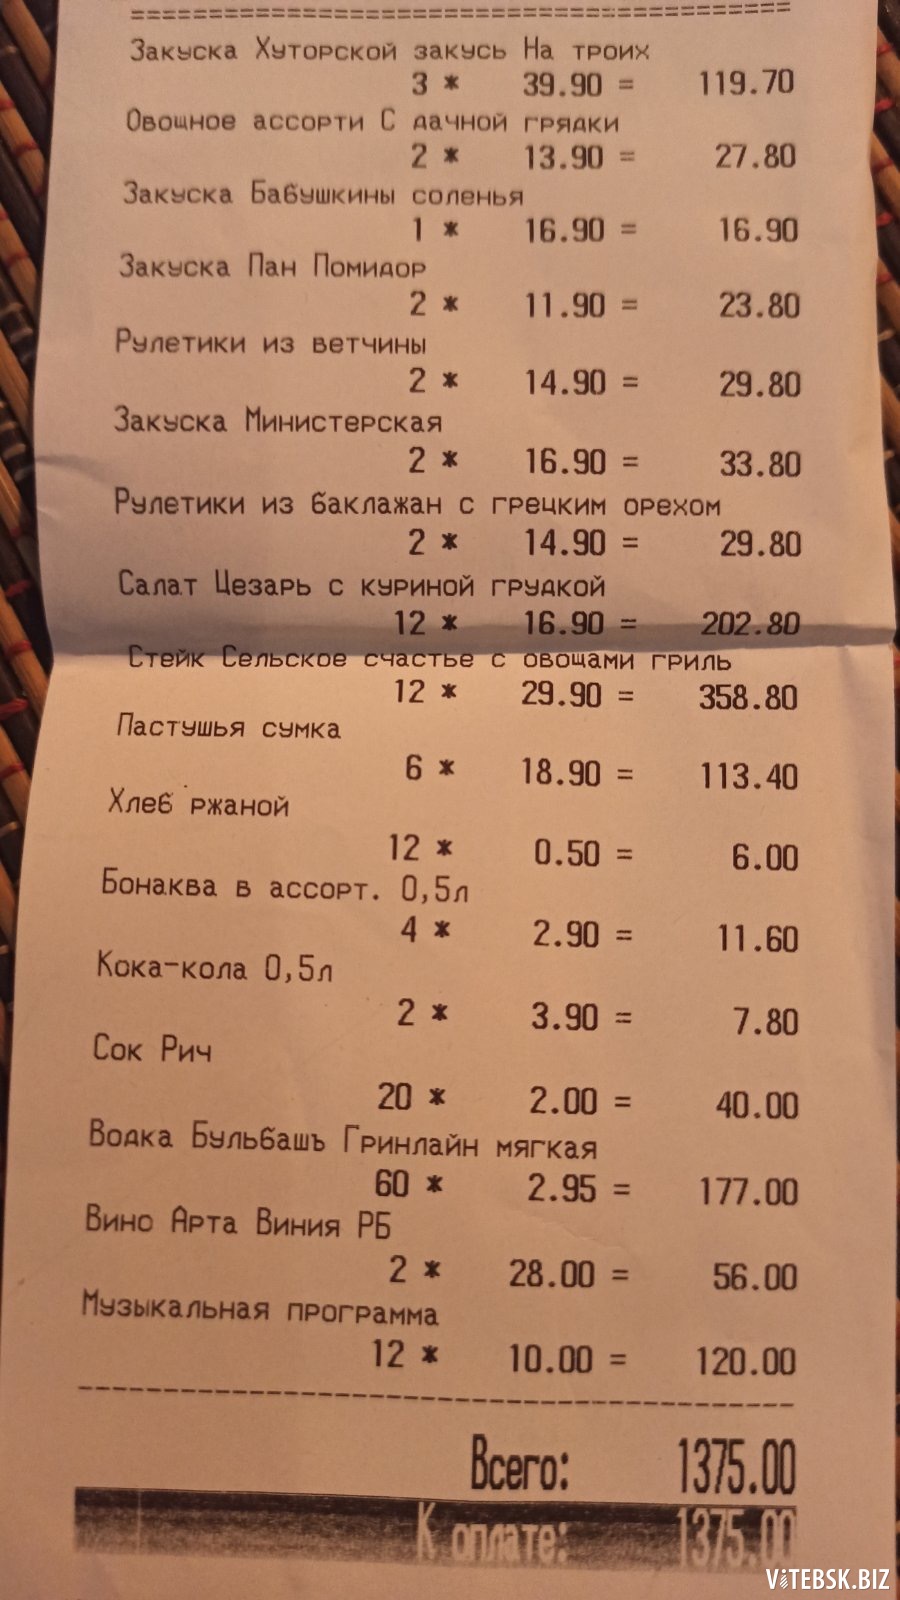 Закуска Хуторской закусь На троих
3 * 39.90 = 119.70
Овощное ассорти С дачной грядки
2 * 13.90 = 27.80
Закуска Бабушкины соленья
1 * 16.90 = 16.90
Закуска Пан Помидор
2 * 11.90 = 23.80
Рулетики из ветчины
2 * 14.90 = 29.80
Закуска Министерская
2 * 16.90 = 33.80
Рулетики из баклажан с грецким орехом
2 * 14.90 = 29.80
Салат Цезарь с куриной грудкой
12 * 16.90 = 202.80
Стейк Сельское счастье с овощами гриль
12 * 29.90 = 358.80
Пастушья сумка
6 * 18.90 = 113.40
Хлеб ржаной
12 * 0.50 = 6.00
Бонаква в ассорт. 0,5л
4 * 2.90 = 11.60
Кока-кола 0,5л
2 * 3.90 = 7.80
Сок Рич
20 * 2.00 = 40.00
Водка Бульбашъ Гринлайн мягкая
60 * 2.95 = 177.00
Вино Арта Виния РБ
2 * 28.00 = 56.00
Музыкальная программа
12 * 10.00 = 120.00
Всего: 1375.00
К оплате: 1375.00
ViTEBSK.BIZ